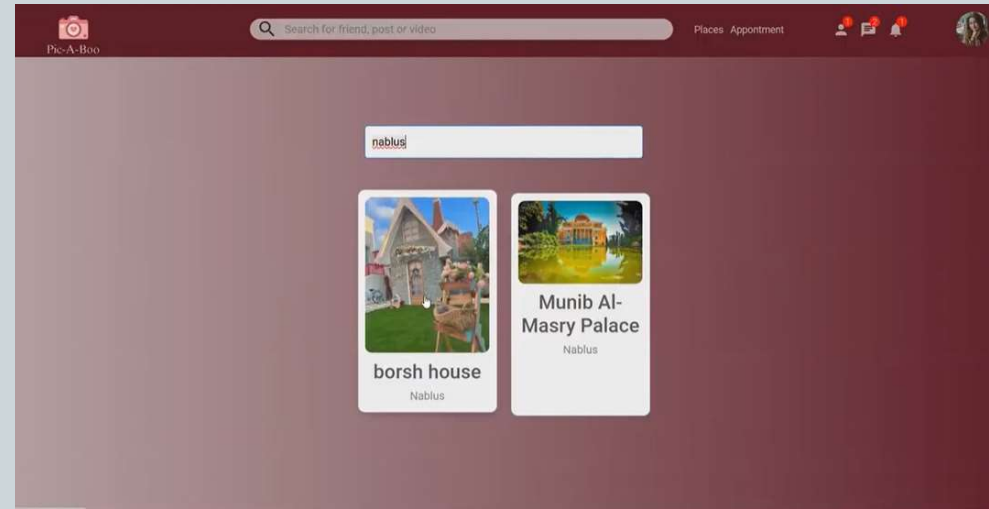 Pic-A-Boo
Search for friend, post or video
Places Appontment
nablus
borsh house
Nablus
Munib Al-
Masry Palace
Nablus